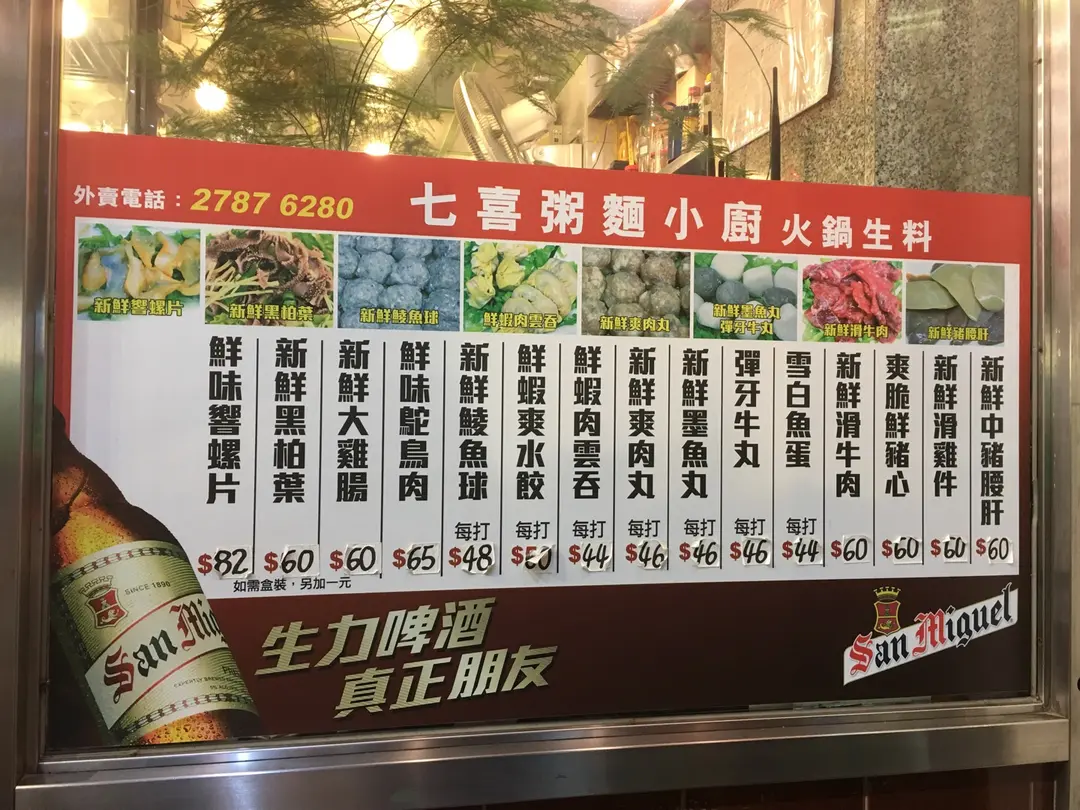 外賣電話：2787 6280
七喜粥麵小廚 火鍋生料
新鮮響螺片
新鮮黑柏葉
新鮮鯪魚球
鮮蝦肉雲吞
新鮮爽肉丸
新鮮墨魚丸
彈牙牛丸
新鮮滑牛肉
新鮮豬腰肝
鮮味響螺片 $82
新鮮黑柏葉 $60
新鮮大雞腸 $60
鮮味鴕鳥肉 $65
新鮮鯪魚球 每打 $48
鮮蝦爽水餃 每打 $50
鮮蝦肉雲吞 每打 $44
新鮮爽肉丸 每打 $46
新鮮墨魚丸 每打 $46
彈牙牛丸 每打 $46
雪白魚蛋 每打 $44
新鮮滑牛肉 $60
爽脆鮮豬心 $60
新鮮滑雞件 $60
新鮮中豬腰肝 $60
如需盒裝，另加一元
生力啤酒
真正朋友
San Miguel
SINCE 1890
San Mig